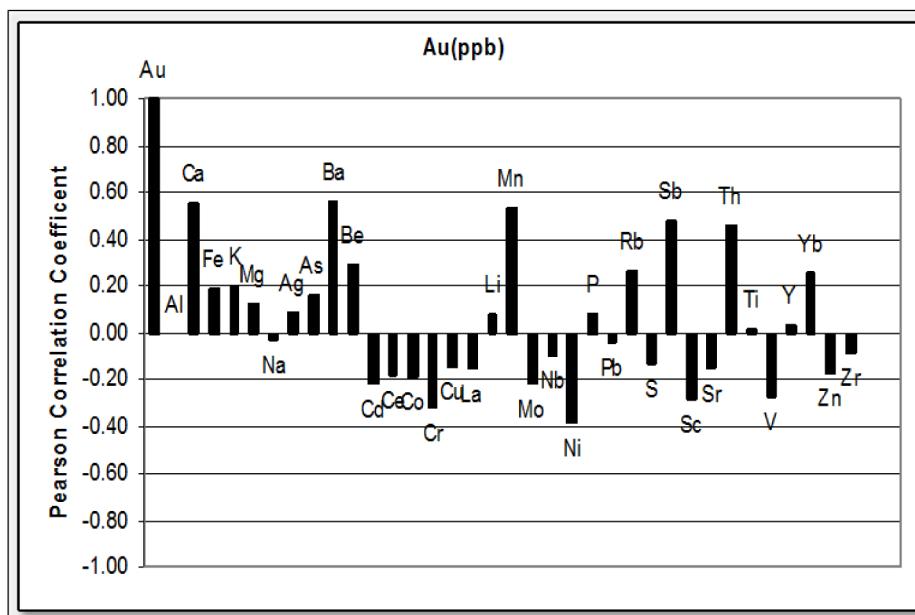 Au(ppb)
Au
1.00
0.80
0.60
0.40
0.20
0.00
-0.20
-0.40
-0.60
-0.80
-1.00
Pearson Correlation Coefficent
Al
Ca
Fe
K
Mg
Na
Ag
As
Ba
Be
Cd
Ce
Co
Cr
Cu
La
Li
Mn
Mo
Nb
Ni
P
Pb
Rb
S
Sb
Sc
Sr
Th
Ti
V
Y
Yb
Zn
Zr